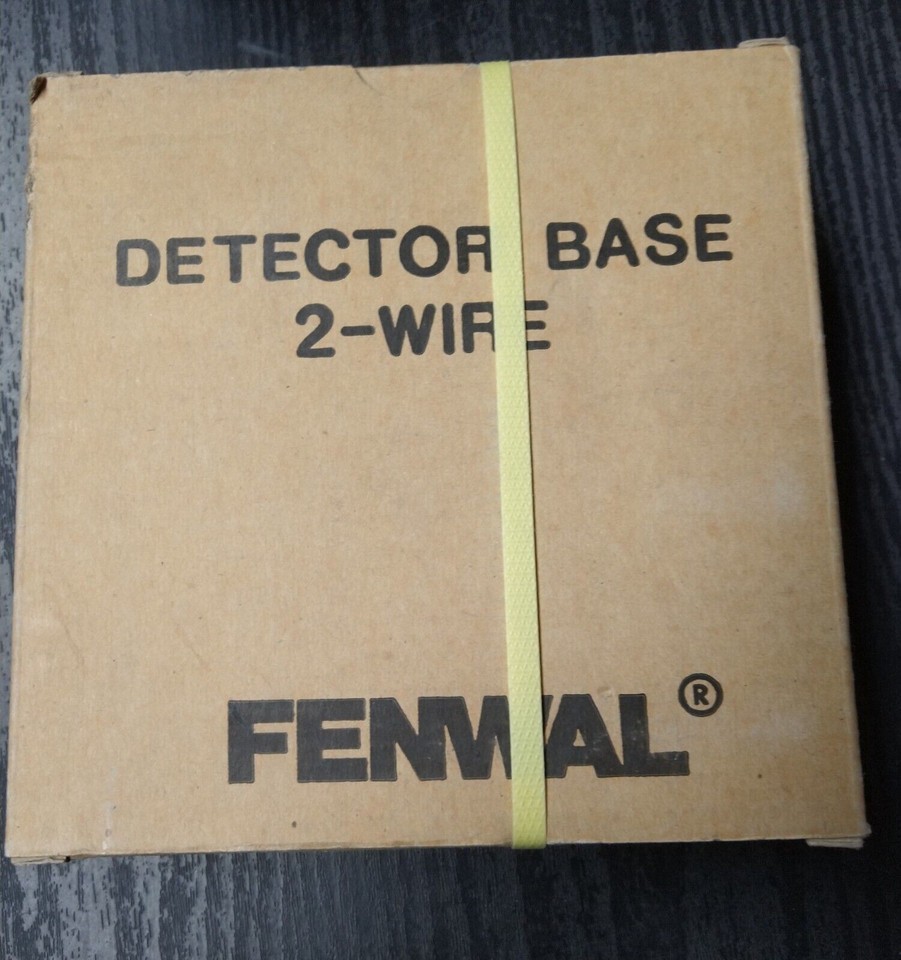 DETECTOR BASE
2-WIRE
FENWAL®